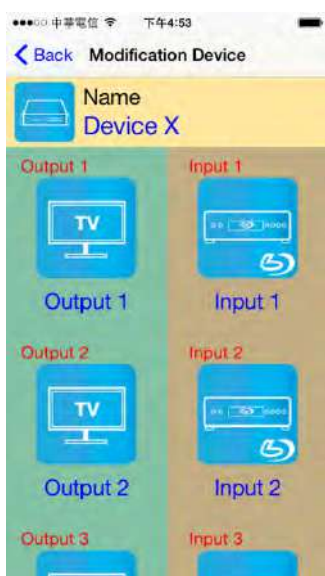 中華電信 下午4:53
Back Modification Device
Name
Device X
Output 1 Input 1
TV
Output 1 Input 1
Output 2 Input 2
TV
Output 2 Input 2
Output 3 Input 3